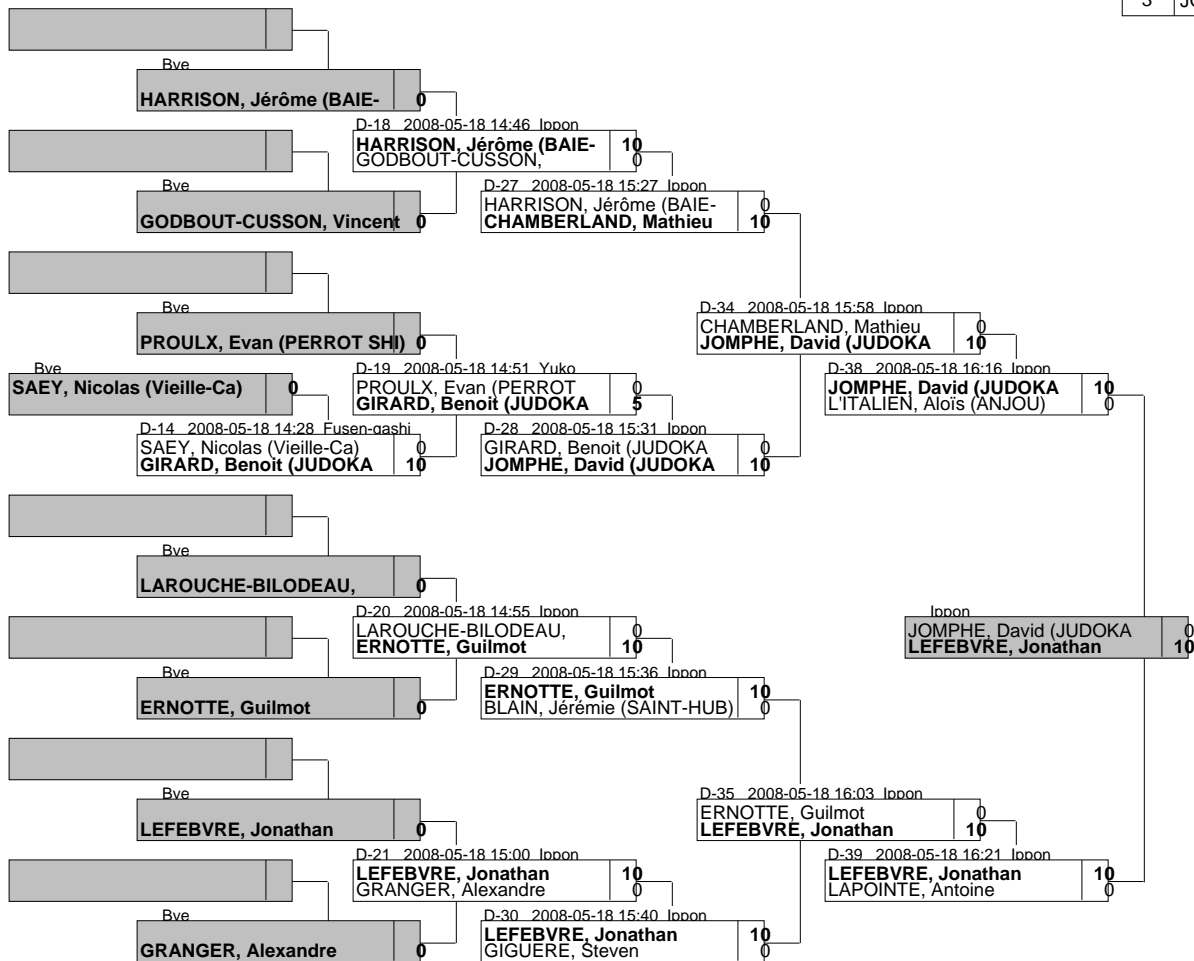 3 JO
Bye
HARRISON, Jérôme (BAIE- 0
D-18 2008-05-18 14:46 Ippon
HARRISON, Jérôme (BAIE- 10
GODBOUT-CUSSON, 0
Bye
GODBOUT-CUSSON, Vincent 0
D-27 2008-05-18 15:27 Ippon
HARRISON, Jérôme (BAIE- 0
CHAMBERLAND, Mathieu 10
Bye
PROULX, Evan (PERROT SHI) 0
D-34 2008-05-18 15:58 Ippon
CHAMBERLAND, Mathieu 0
JOMPHE, David (JUDOKA 10
Bye
SAEY, Nicolas (Vieille-Ca) 0
D-19 2008-05-18 14:51 Yuko
PROULX, Evan (PERROT 0
GIRARD, Benoit (JUDOKA 5
D-38 2008-05-18 16:16 Ippon
JOMPHE, David (JUDOKA 10
L'ITALIEN, Aloïs (ANJOU) 0
D-14 2008-05-18 14:28 Fusen-gashi
SAEY, Nicolas (Vieille-Ca) 0
GIRARD, Benoit (JUDOKA 10
D-28 2008-05-18 15:31 Ippon
GIRARD, Benoit (JUDOKA 0
JOMPHE, David (JUDOKA 10
Bye
LAROUCHE-BILODEAU, 0
D-20 2008-05-18 14:55 Ippon
LAROUCHE-BILODEAU, 0
ERNOTTE, Guilmot 10
Ippon
JOMPHE, David (JUDOKA 0
LEFEBVRE, Jonathan 10
Bye
ERNOTTE, Guilmot 0
D-29 2008-05-18 15:36 Ippon
ERNOTTE, Guilmot 10
BLAIN, Jérémie (SAINT-HUB) 0
Bye
LEFEBVRE, Jonathan 0
D-35 2008-05-18 16:03 Ippon
ERNOTTE, Guilmot 0
LEFEBVRE, Jonathan 10
D-21 2008-05-18 15:00 Ippon
LEFEBVRE, Jonathan 10
GRANGER, Alexandre 0
D-39 2008-05-18 16:21 Ippon
LEFEBVRE, Jonathan 10
LAPOINTE, Antoine 0
Bye
GRANGER, Alexandre 0
D-30 2008-05-18 15:40 Ippon
LEFEBVRE, Jonathan 10
GIGUERE, Steven 0